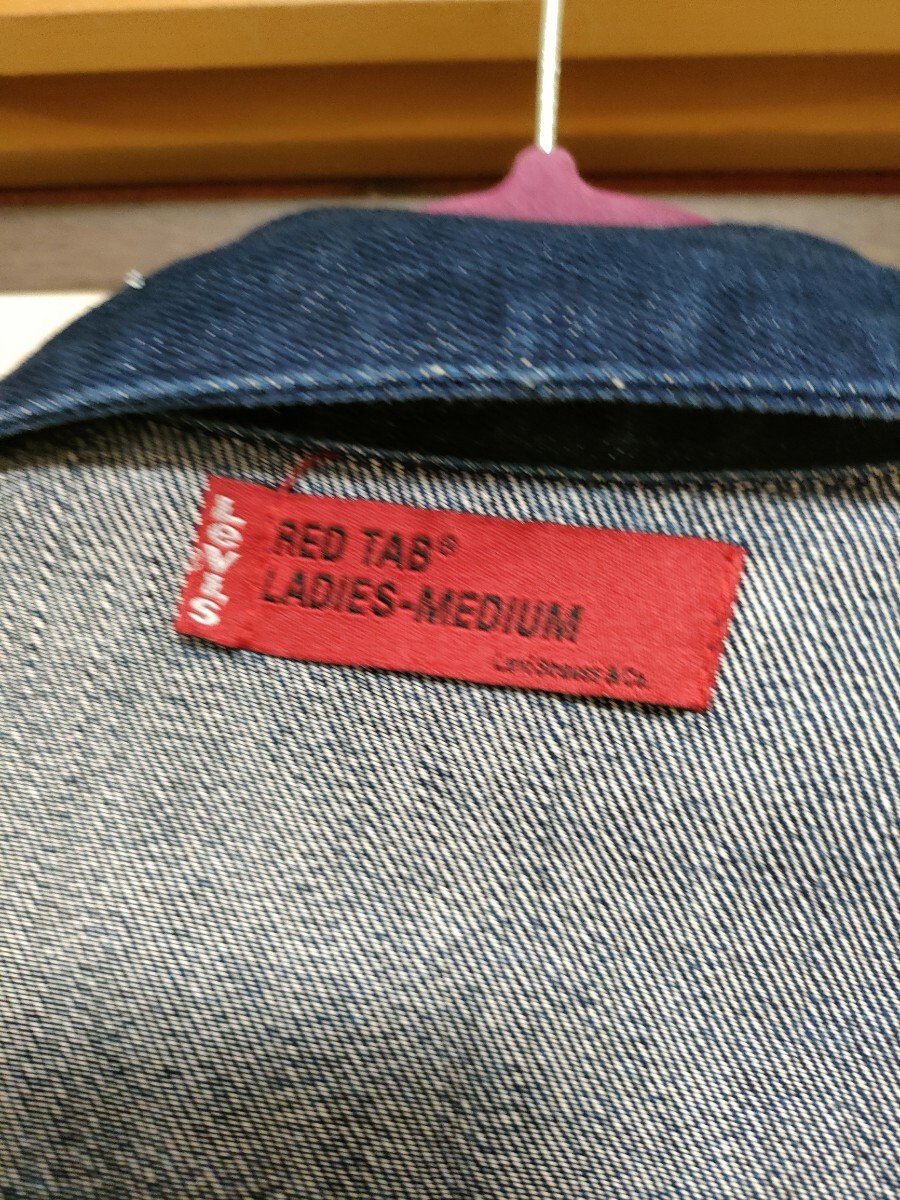 LEVI'S
RED TAB®
LADIES-MEDIUM
Levi Strauss & Co.